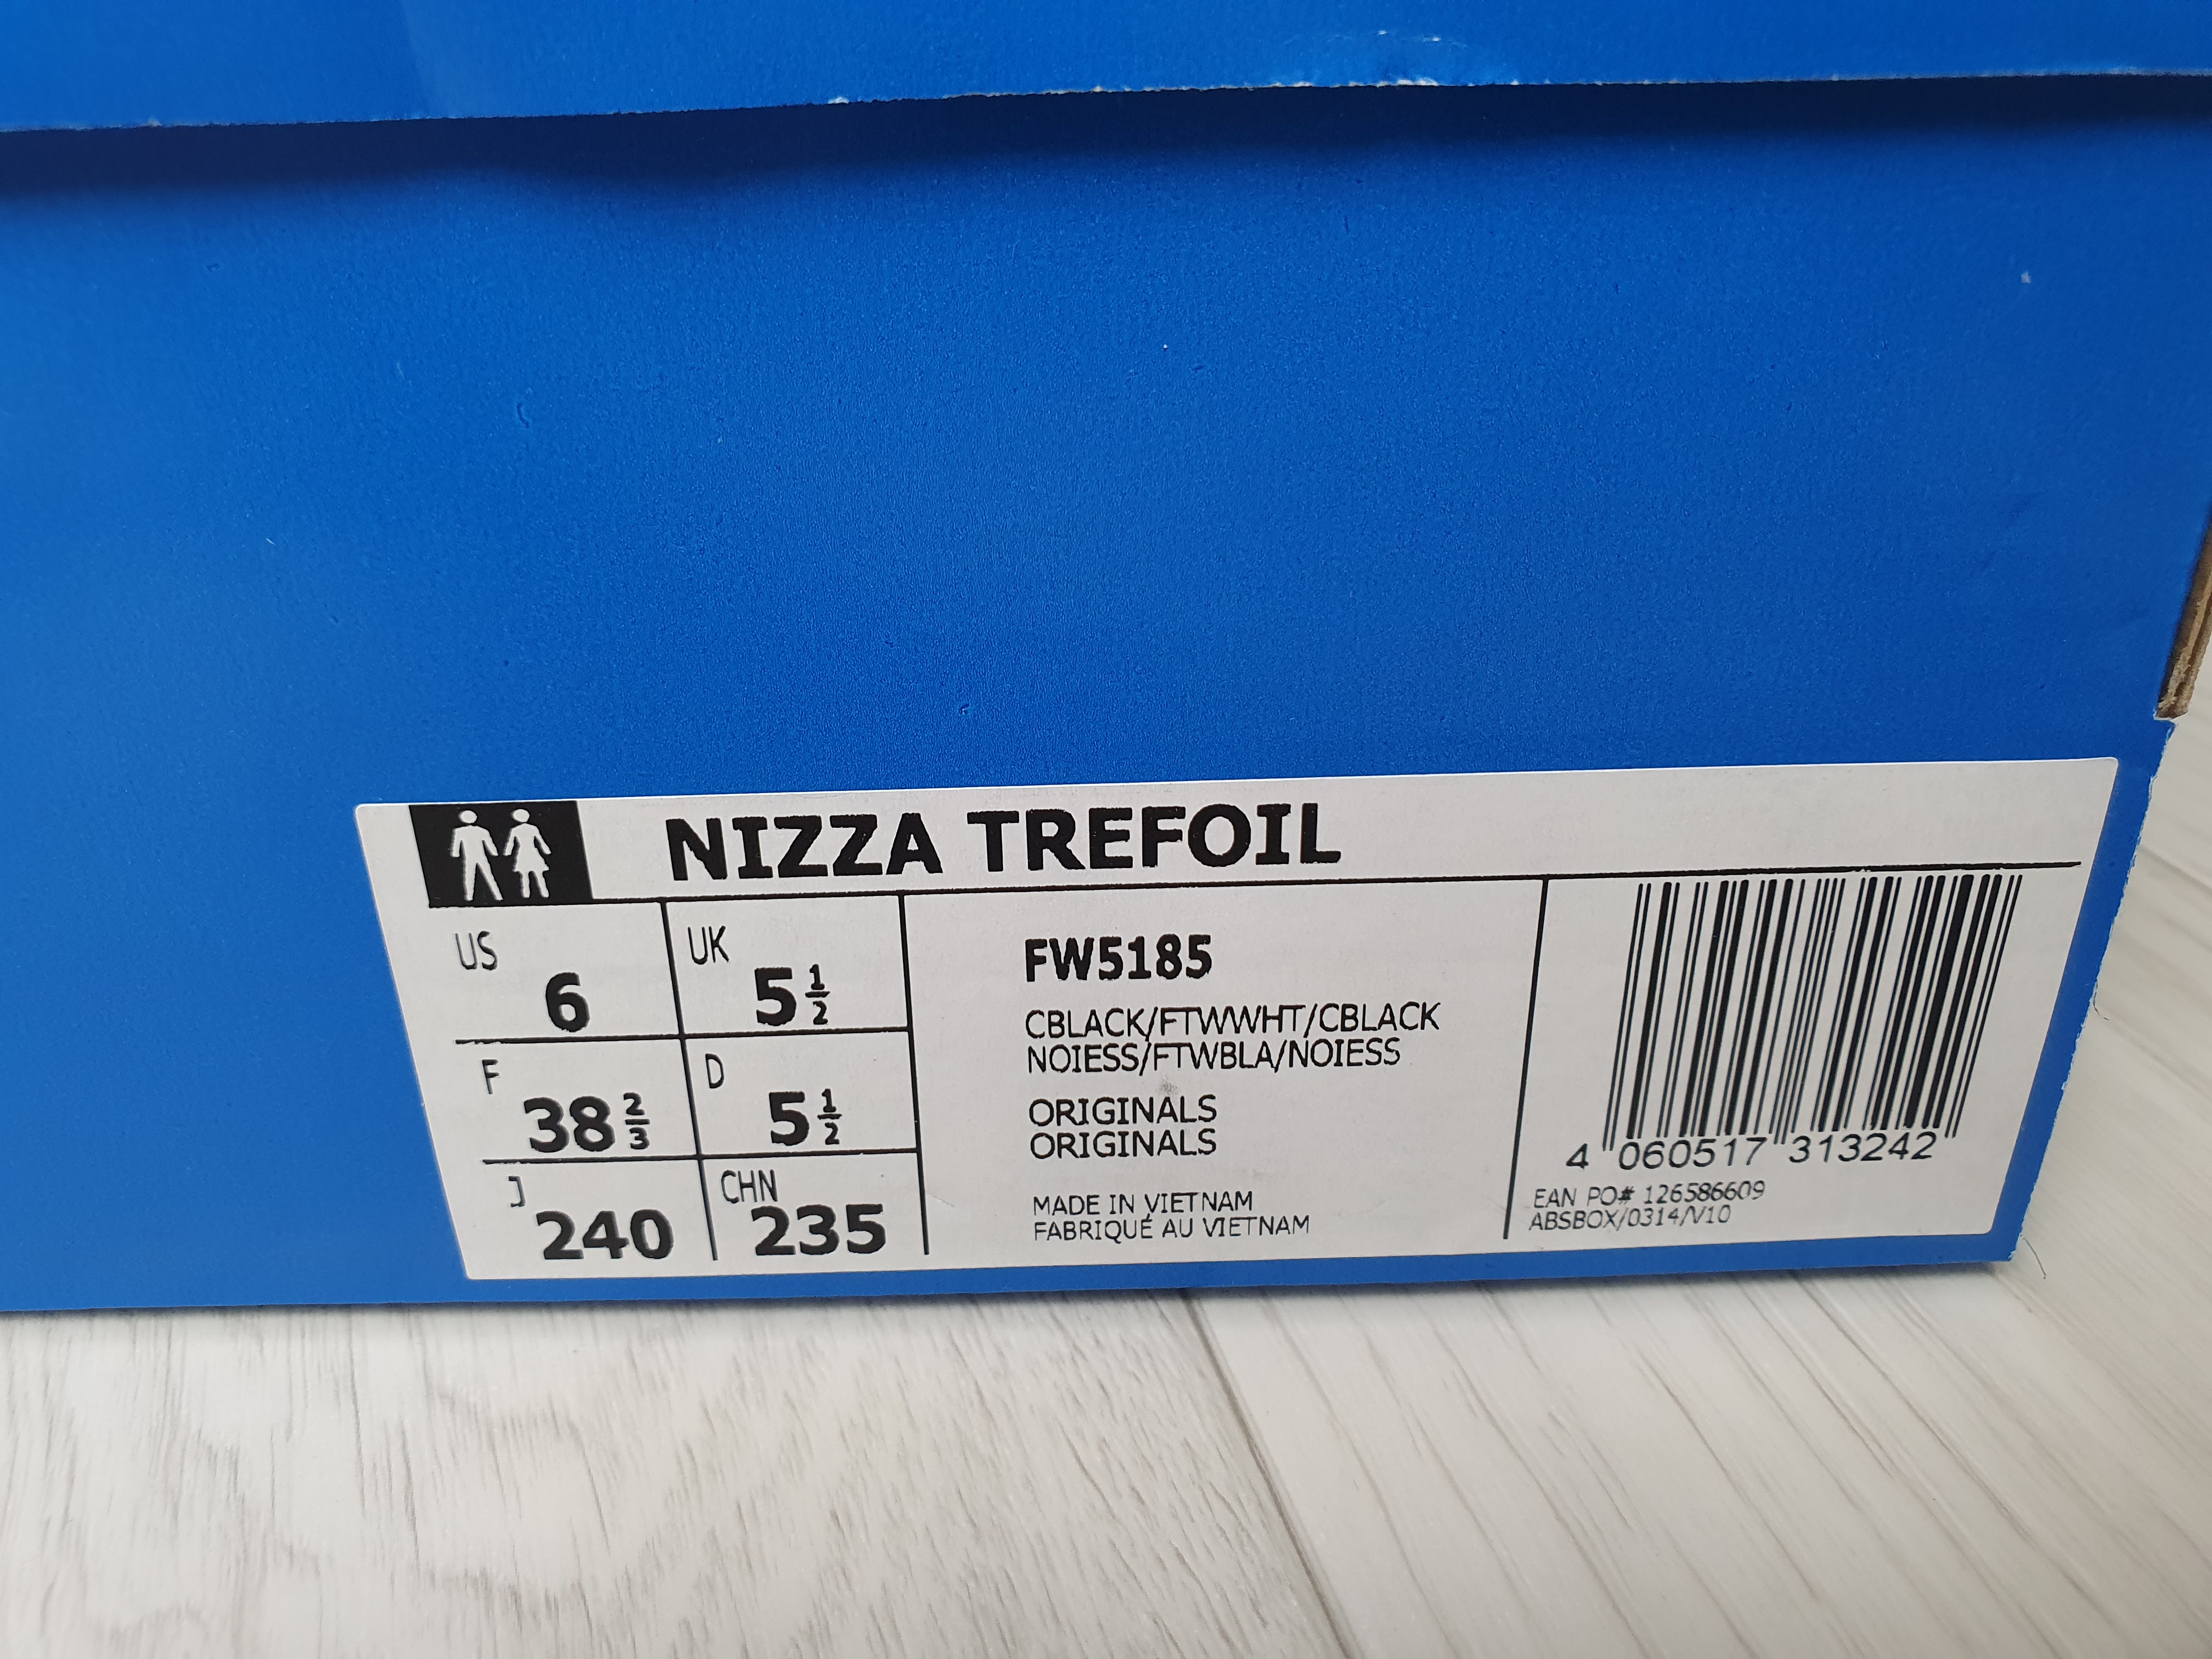 NIZZA TREFOIL
US 6
UK 5 1/2
F 38 2/3
D 5 1/2
J 240
CHN 235
FW5185
CBLACK/FTWWHT/CBLACK
NOIESS/FTWBLA/NOIESS
ORIGINALS
ORIGINALS
MADE IN VIETNAM
FABRIQUÉ AU VIETNAM
4 060517 313242
EAN PO# 126586609
ABSBOX/0314/V10